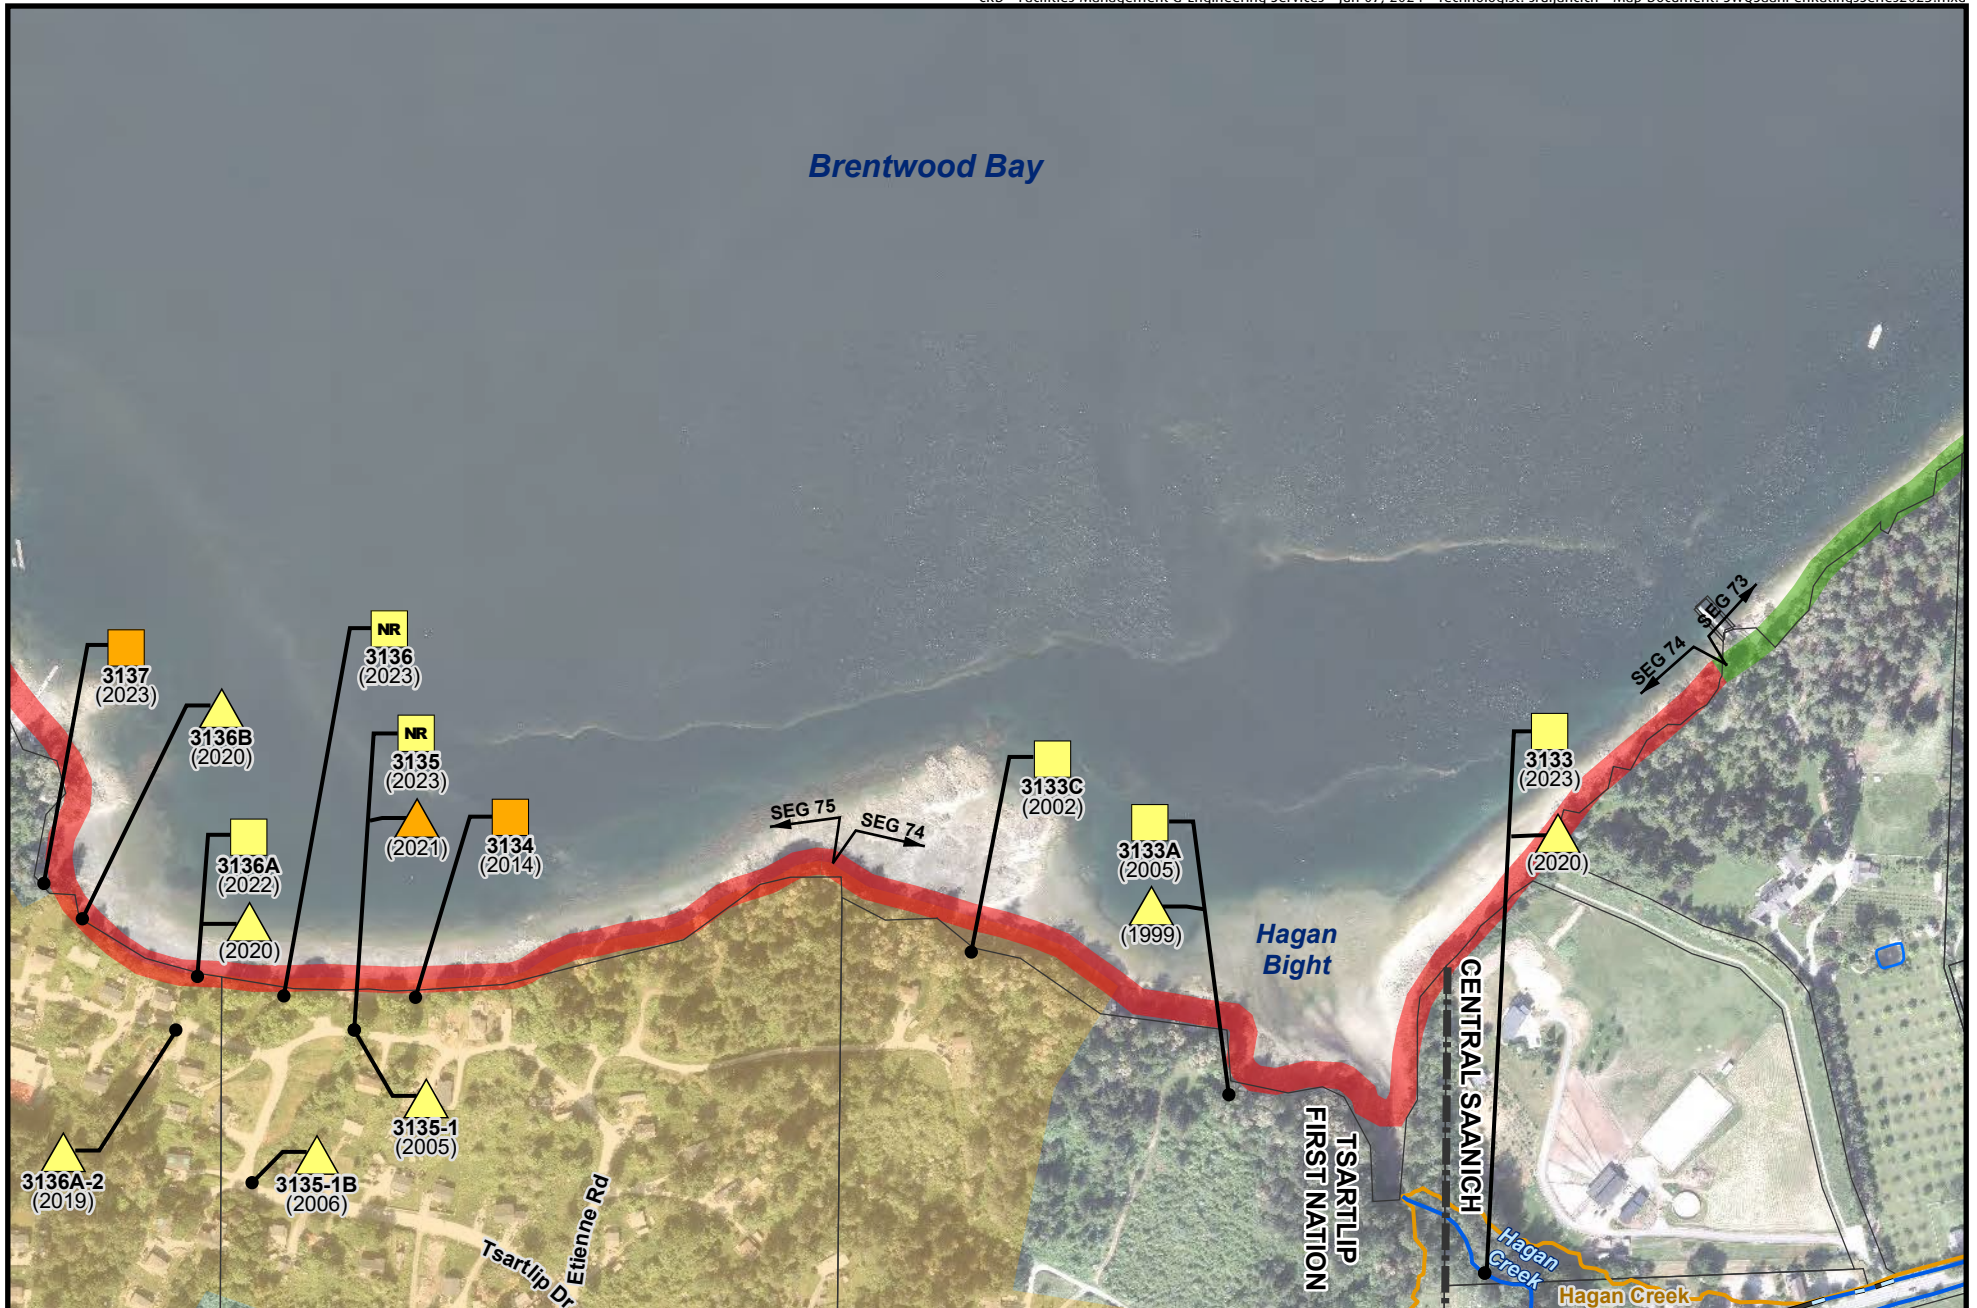 Brentwood Bay
SEG 73
SEG 74
NR
3136
(2023)
3137
(2023)
3136B
(2020)
NR
3135
(2023)
(2021)
3134
(2014)
3136A
(2022)
(2020)
SEG 75
SEG 74
3133C
(2002)
3133A
(2005)
(1999)
3133
(2023)
(2020)
Hagan
Bight
CENTRAL SAANICH
TSARTLIP
FIRST NATION
3135-1
(2005)
3136A-2
(2019)
3135-1B
(2006)
Etienne Rd
Tsartlip Dr
Hagan
Creek
Hagan Creek